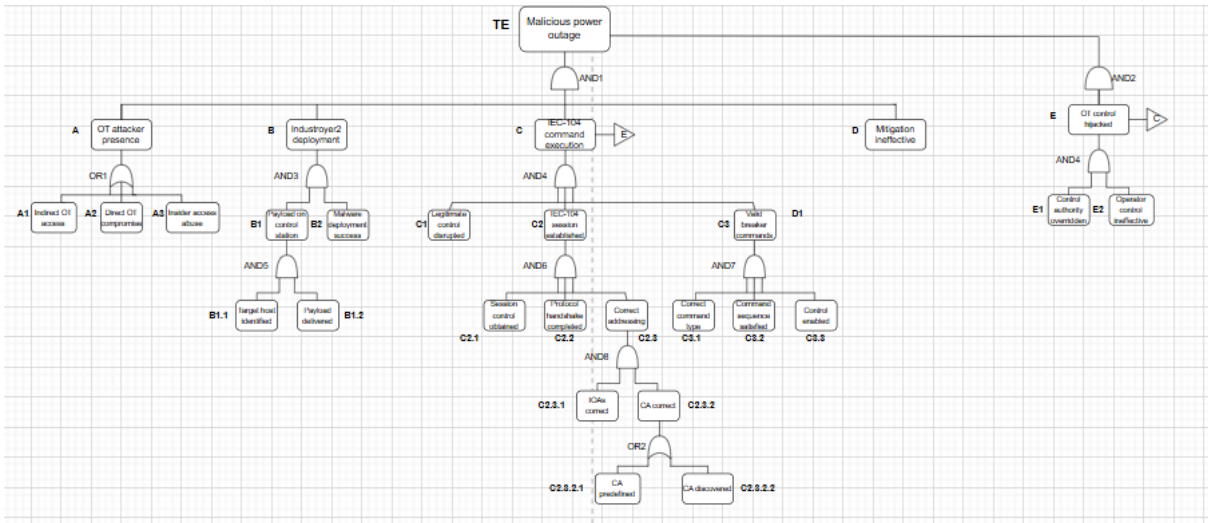 TE
Malicious power
outage
AND1
AND2
A
OT attacker
presence
B
Industroyer2
deployment
C
IEC-104
command
execution
E
D
Mitigation
ineffective
E
OT control
hijacked
C
OR1
AND3
AND4
AND4
A1
Indirect OT
access
A2
Direct OT
compromise
A3
Insider access
abuse
B1
Payload on
control
station
B2
Malware
deployment
success
C1
Legitimate
control
disrupted
C2
IEC-104
session
established
C3
Valid
breaker
commands
D1
E1
Control
authority
overridden
E2
Operator
control
ineffective
AND5
AND6
AND7
B1.1
Target host
identified
Payload
delivered
B1.2
Session
control
obtained
C2.1
Protocol
handshake
completed
C2.2
Correct
addressing
C2.3
Correct
command
type
C3.1
Command
sequence
satisfied
C3.2
Control
enabled
C3.3
AND8
C2.3.1
IOAs
correct
CA correct
C2.3.2
OR2
C2.3.2.1
CA
predefined
CA discovered
C2.3.2.2